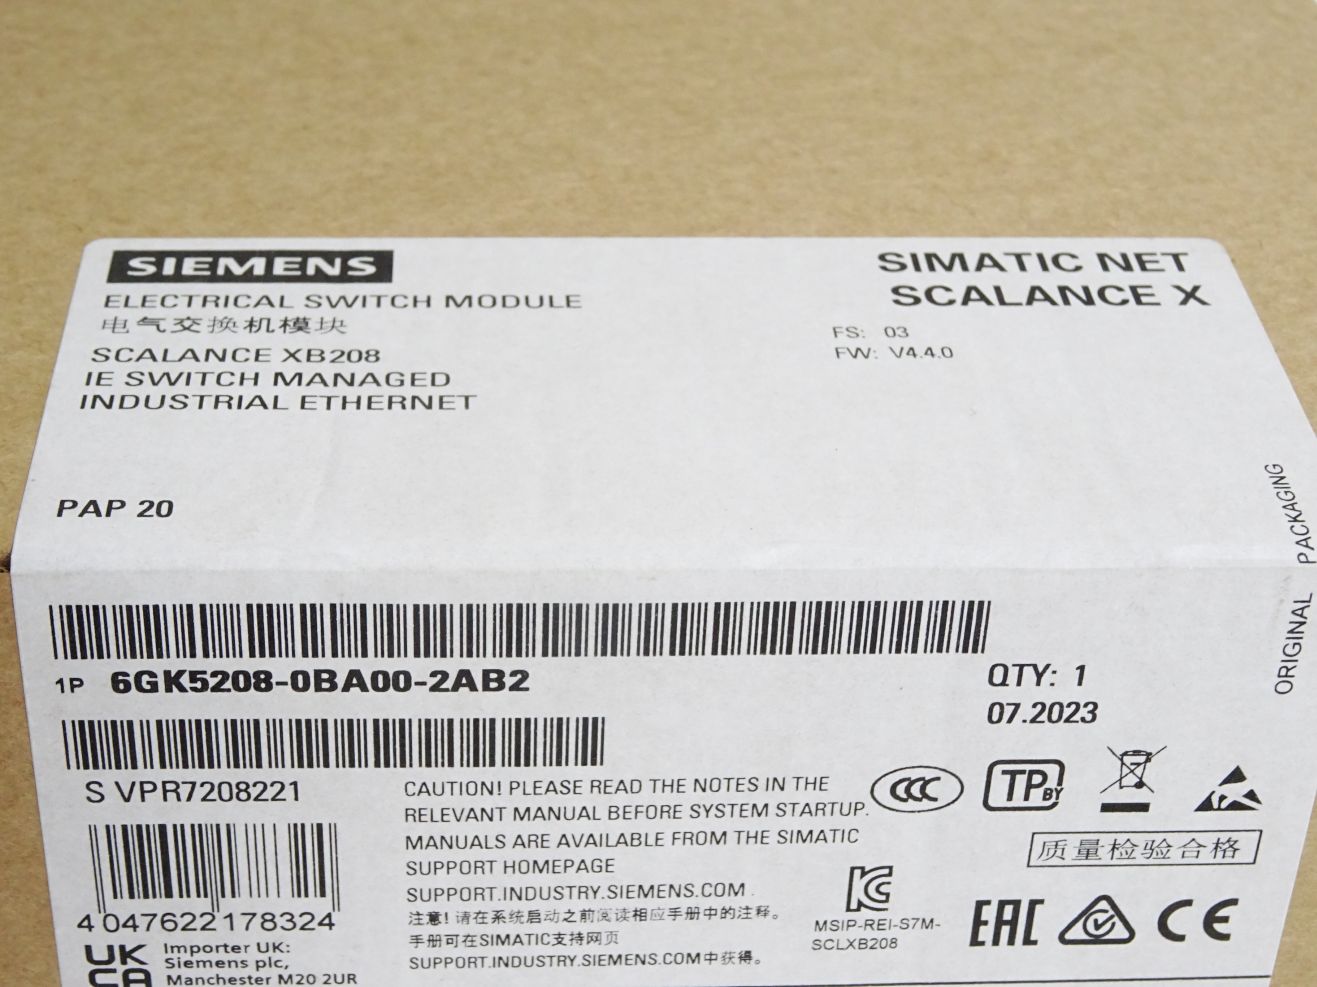 SIEMENS
SIMATIC NET
SCALANCE X
ELECTRICAL SWITCH MODULE
电气交换机模块
FS: 03
FW: V4.4.0
SCALANCE XB208
IE SWITCH MANAGED
INDUSTRIAL ETHERNET
PAP 20
ORIGINAL PACKAGING
1P 6GK5208-0BA00-2AB2
QTY: 1
07.2023
S VPR7208221
CAUTION! PLEASE READ THE NOTES IN THE
RELEVANT MANUAL BEFORE SYSTEM STARTUP.
MANUALS ARE AVAILABLE FROM THE SIMATIC
SUPPORT HOMEPAGE
SUPPORT.INDUSTRY.SIEMENS.COM .
注意! 请在系统启动之前阅读相应手册中的注释。
手册可在SIMATIC支持网页
SUPPORT.INDUSTRY.SIEMENS.COM中获得。
CCC
TP BY
质量检验合格
KC
MSIP-REI-S7M-
SCLXB208
EAC
CE
4 047622 178324
UK
CA
Importer UK:
Siemens plc,
Manchester M20 2UR